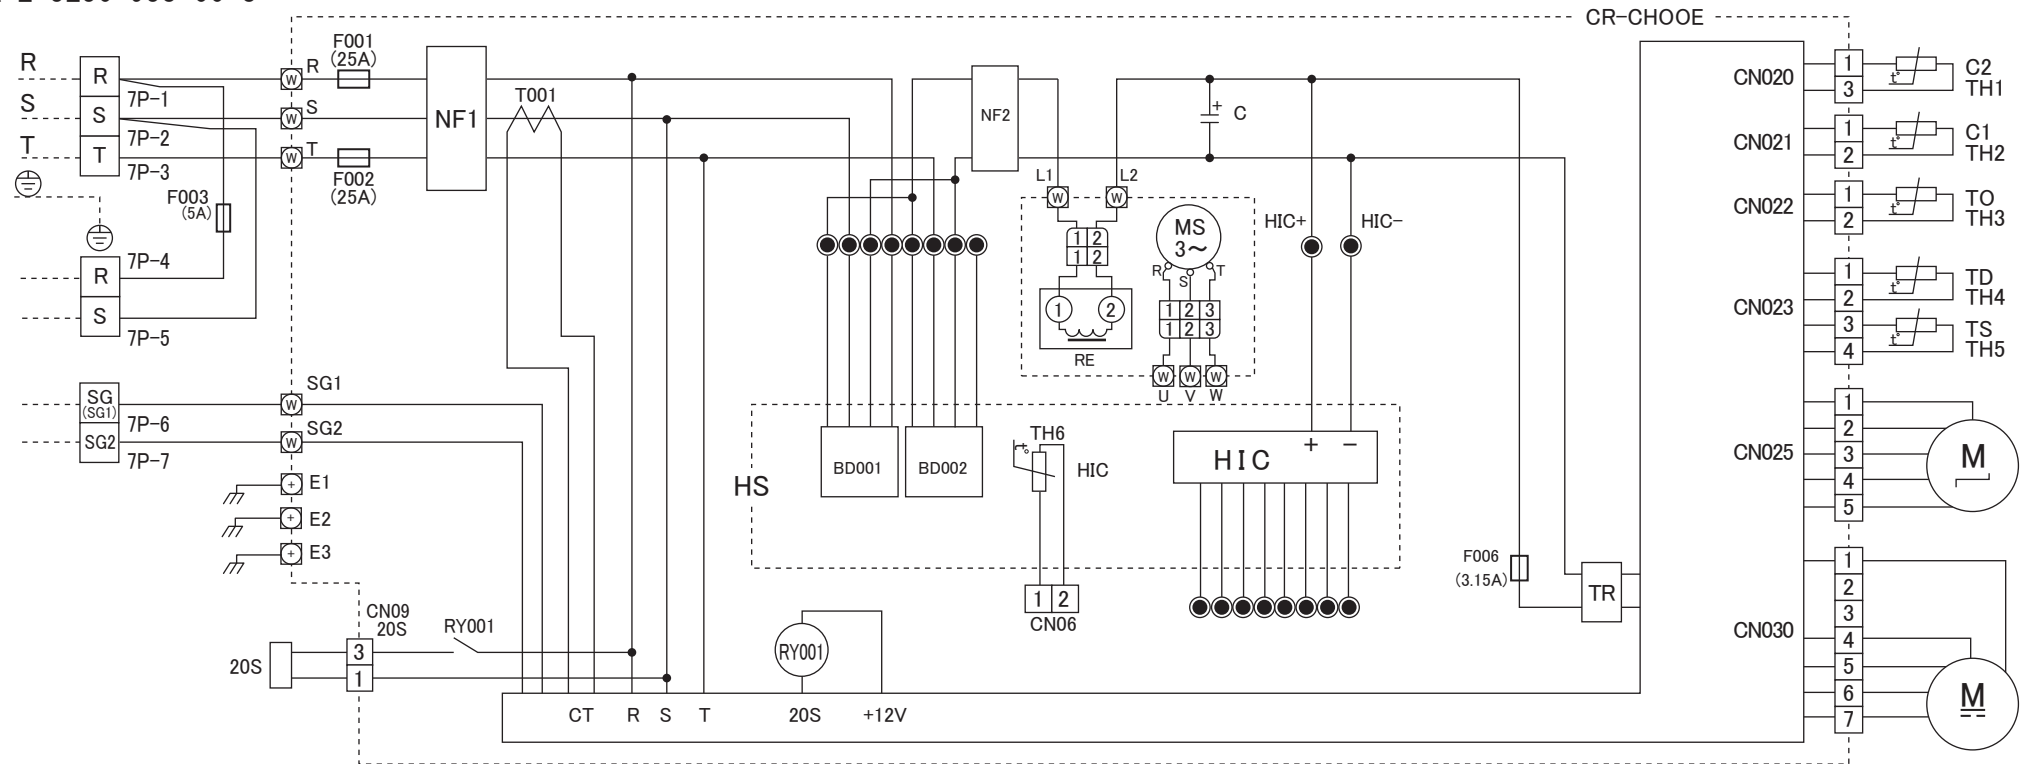 CR-CHOOE
R
S
T
R
7P-1
S
7P-2
T
7P-3
F003
(5A)
7P-4
R
S
7P-5
SG
(SG1)
7P-6
SG2
7P-7
W
R
F001
(25A)
W
S
W
T
F002
(25A)
NF1
T001
W
SG1
W
SG2
E1
E2
E3
20S
CN09
20S
3
1
RY001
CT
R
S
T
20S
+12V
RY001
NF2
+
C
L1
L2
W
W
1
2
1
2
1
2
RE
MS
3~
R
S
T
1
2
3
1
2
3
W
W
W
U
V
W
HIC+
HIC-
HS
BD001
BD002
TH6
t°
HIC
1
2
CN06
HIC
+
-
F006
(3.15A)
TR
CN020
1
3
t°
C2
TH1
CN021
1
2
t°
C1
TH2
CN022
1
2
t°
TO
TH3
CN023
1
2
3
4
t°
TD
TH4
t°
TS
TH5
CN025
1
2
3
4
5
M
CN030
1
2
3
4
5
6
7
M